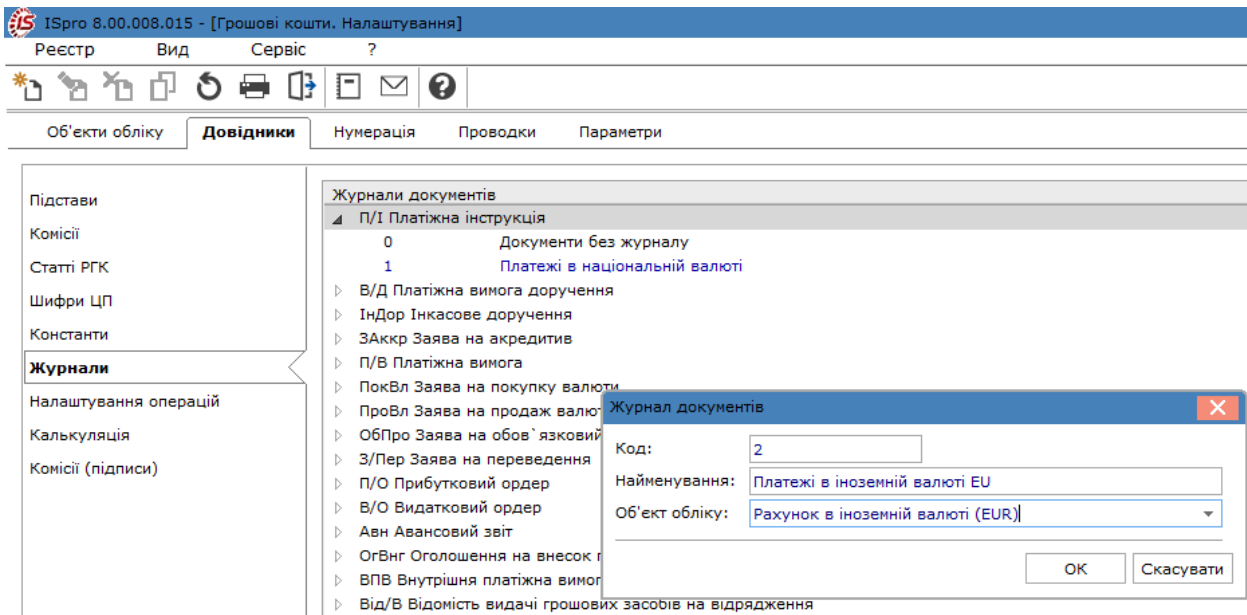 ISpro 8.00.008.015 - [Грошові кошти. Налаштування]
Реєстр Вид Сервіс ?
Об'єкти обліку Довідники Нумерація Проводки Параметри
Підстави
Комісії
Статті РГК
Шифри ЦП
Константи
Журнали
Налаштування операцій
Калькуляція
Комісії (підписи)
Журнали документів
П/І Платіжна інструкція
0 Документи без журналу
1 Платежі в національній валюті
В/Д Платіжна вимога доручення
ІнДор Інкасове доручення
ЗАккр Заява на акредитив
П/В Платіжна вимога
ПокВл Заява на покупку валюти
ПроВл Заява на продаж
ОбПро Заява на обов`язковий
З/Пер Заява на переведення
П/О Прибутковий ордер
В/О Видатковий ордер
Авн Авансовий звіт
ОгВнг Оголошення на внесок
ВПВ Внутрішня платіжна
Від/В Відомість видачі грошових засобів на відрядження
Журнал документів
Код: 2
Найменування: Платежі в іноземній валюті EU
Об'єкт обліку: Рахунок в іноземній валюті (EUR)
ОК Скасувати